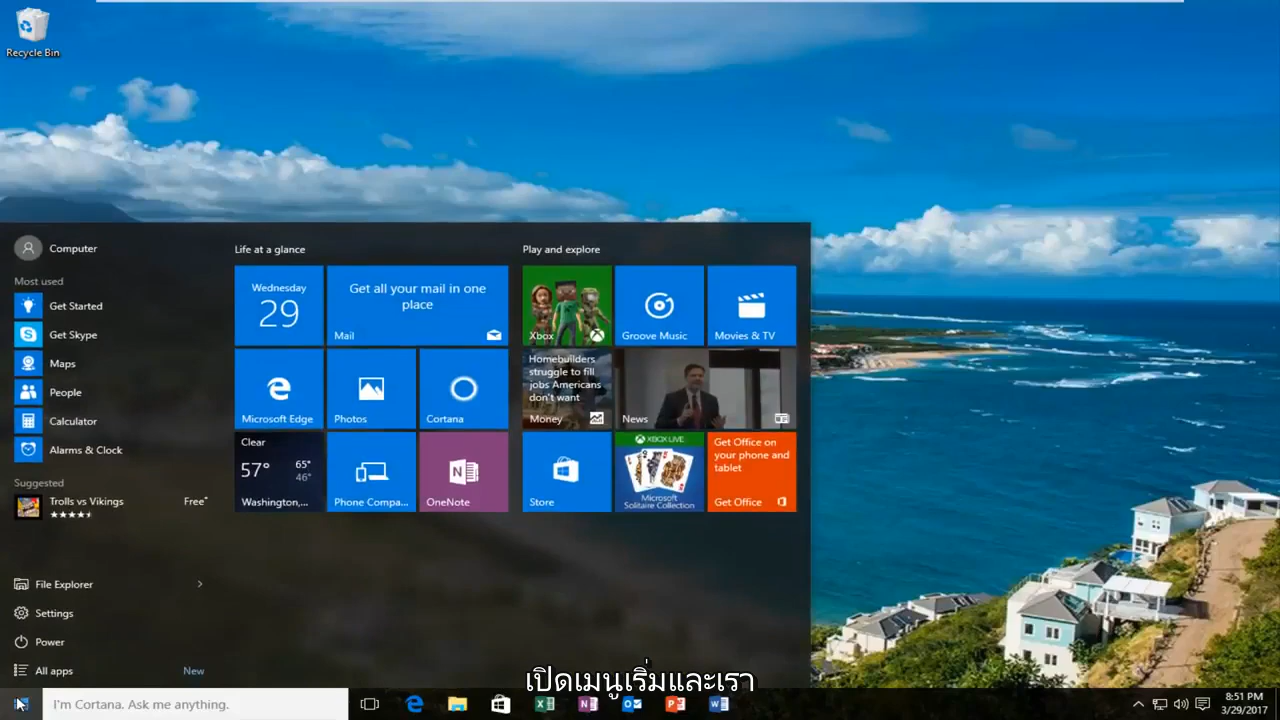 Recycle Bin
Computer
Most used
Get Started
Get Skype
Maps
People
Calculator
Alarms & Clock
Suggested
Trolls vs Vikings
Free*
File Explorer
Settings
Power
All apps
New
Life at a glance
Wednesday
29
Get all your mail in one
place
Mail
Microsoft Edge
Photos
Cortana
Clear
57°
65°
46°
Washington,...
Phone Compa...
OneNote
Play and explore
Xbox
Groove Music
Movies & TV
Homebuilders
struggle to fill
jobs Americans
don't want
Money
News
Store
XBOX LIVE
Microsoft
Solitaire Collection
Get Office on
your phone and
tablet
Get Office
เปิดเมนูเริ่มและเรา
I'm Cortana. Ask me anything.
8:51 PM
3/29/2017